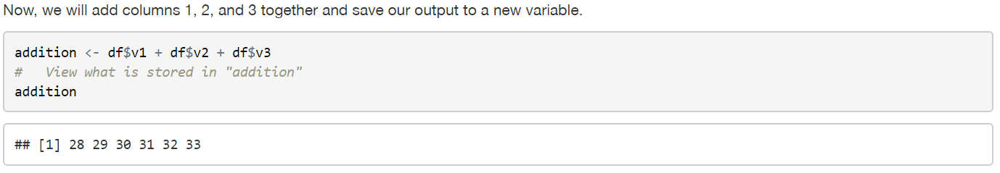 Now, we will add columns 1, 2, and 3 together and save our output to a new variable.
addition <- df$v1 + df$v2 + df$v3
#   View what is stored in "addition"
addition
## [1] 28 29 30 31 32 33